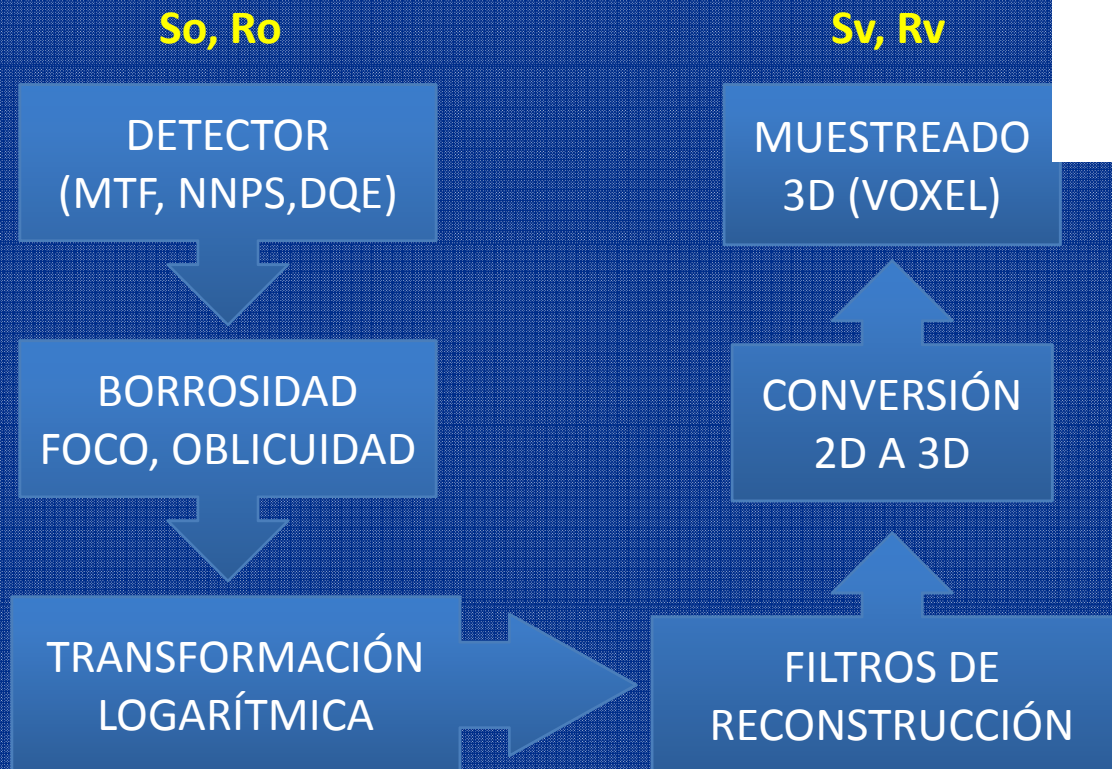 So, Ro
DETECTOR
(MTF, NNPS,DQE)
BORROSIDAD
FOCO, OBLICUIDAD
TRANSFORMACIÓN
LOGARÍTMICA
FILTROS DE
RECONSTRUCCIÓN
CONVERSIÓN
2D A 3D
MUESTREADO
3D (VOXEL)
Sv, Rv